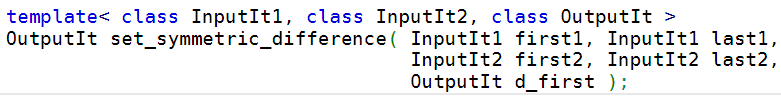 template< class InputIt1, class InputIt2, class OutputIt >
OutputIt set_symmetric_difference( InputIt1 first1, InputIt1 last1,
InputIt2 first2, InputIt2 last2,
OutputIt d_first );